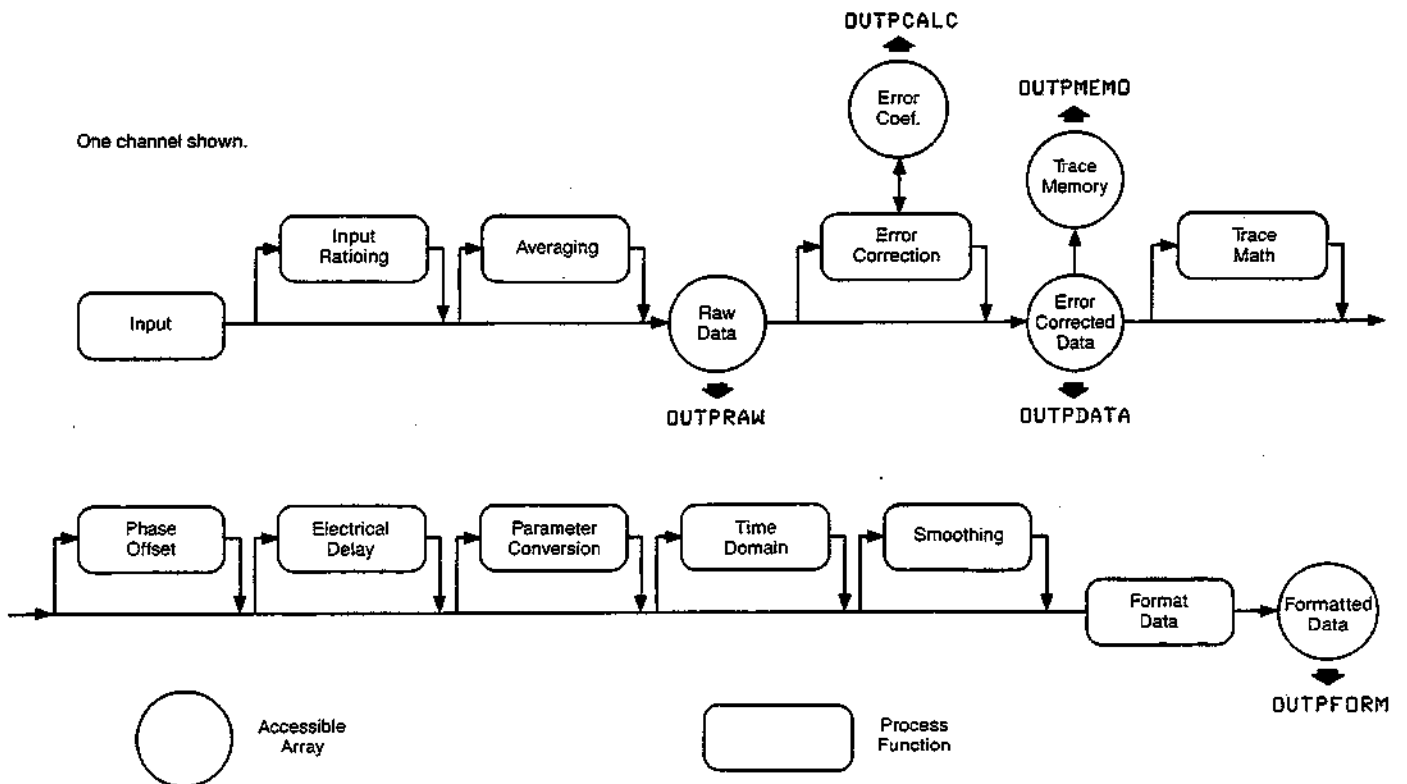 OUTPCALC
Error
Coef.
OUTPMEMO
Trace
Memory
One channel shown.
Input
Ratioing
Averaging
Error
Correction
Trace
Math
Input
Raw
Data
Error
Corrected
Data
OUTPRAW
OUTPDATA
Phase
Offset
Electrical
Delay
Parameter
Conversion
Time
Domain
Smoothing
Format
Data
Formatted
Data
OUTPFORM
Accessible
Array
Process
Function